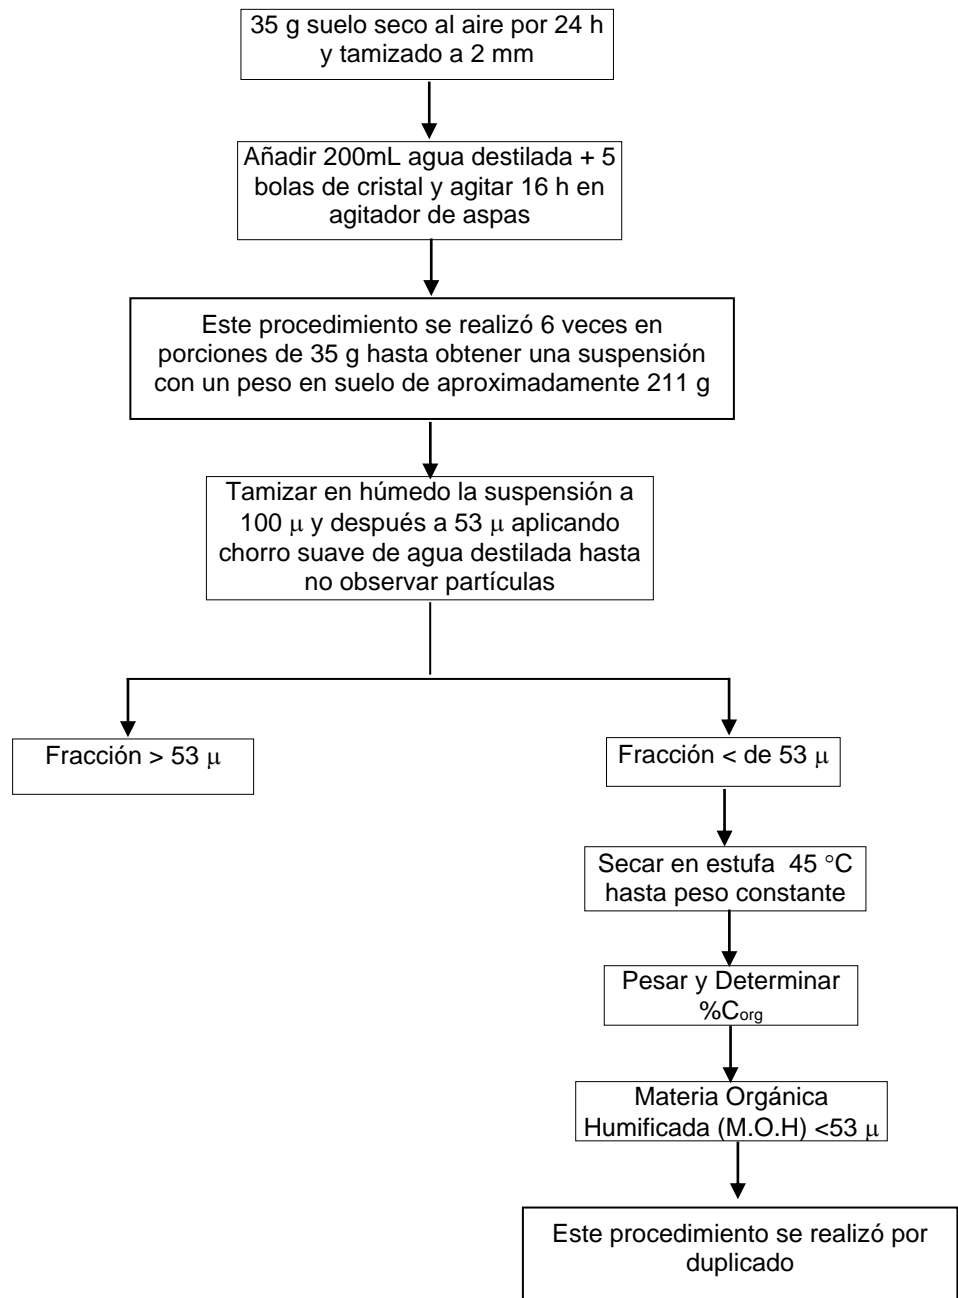 35 g suelo seco al aire por 24 h
y tamizado a 2 mm
Añadir 200mL agua destilada + 5
bolas de cristal y agitar 16 h en
agitador de aspas
Este procedimiento se realizó 6 veces en
porciones de 35 g hasta obtener una suspensión
con un peso en suelo de aproximadamente 211 g
Tamizar en húmedo la suspensión a
100 μ y después a 53 μ aplicando
chorro suave de agua destilada hasta
no observar partículas
Fracción > 53 μ
Fracción < de 53 μ
Secar en estufa  45 °C
hasta peso constante
Pesar y Determinar
%Corg
Materia Orgánica
Humificada (M.O.H) <53 μ
Este procedimiento se realizó por
duplicado